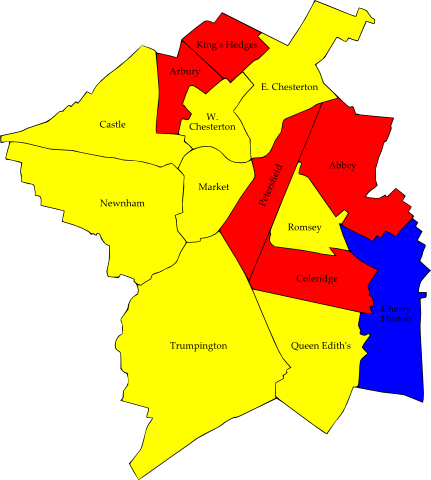 King's Hedges
Arbury
E. Chesterton
W.
Chesterton
Castle
Abbey
Petersfield
Market
Newnham
Romsey
Coleridge
Cherry
Hinton
Trumpington
Queen Edith's